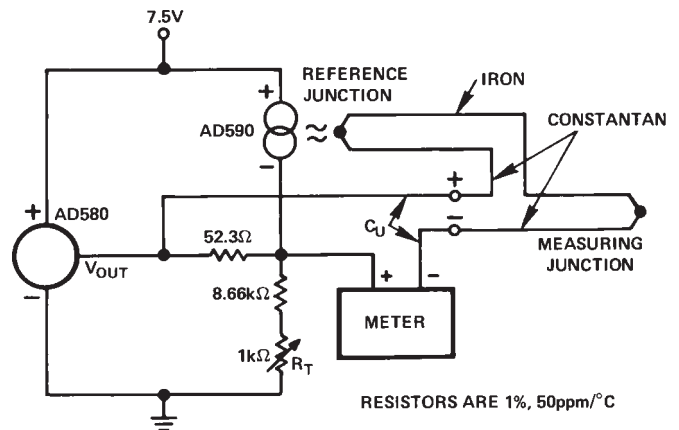 7.5V
REFERENCE
JUNCTION
IRON
CONSTANTAN
+
AD590
≈
−
+
AD580
+
−
CU
52.3Ω
VOUT
−
MEASURING
JUNCTION
8.66kΩ
+ −
METER
1kΩ
RT
RESISTORS ARE 1%, 50ppm/°C